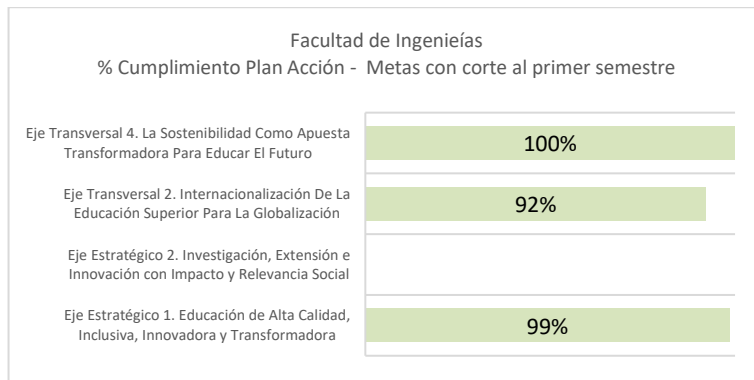 Facultad de Ingenieías
% Cumplimiento Plan Acción - Metas con corte al primer semestre
Eje Transversal 4. La Sostenibilidad Como Apuesta
Transformadora Para Educar El Futuro
100%
Eje Transversal 2. Internacionalización De La
Educación Superior Para La Globalización
92%
Eje Estratégico 2. Investigación, Extensión e
Innovación con Impacto y Relevancia Social
Eje Estratégico 1. Educación de Alta Calidad,
Inclusiva, Innovadora y Transformadora
99%